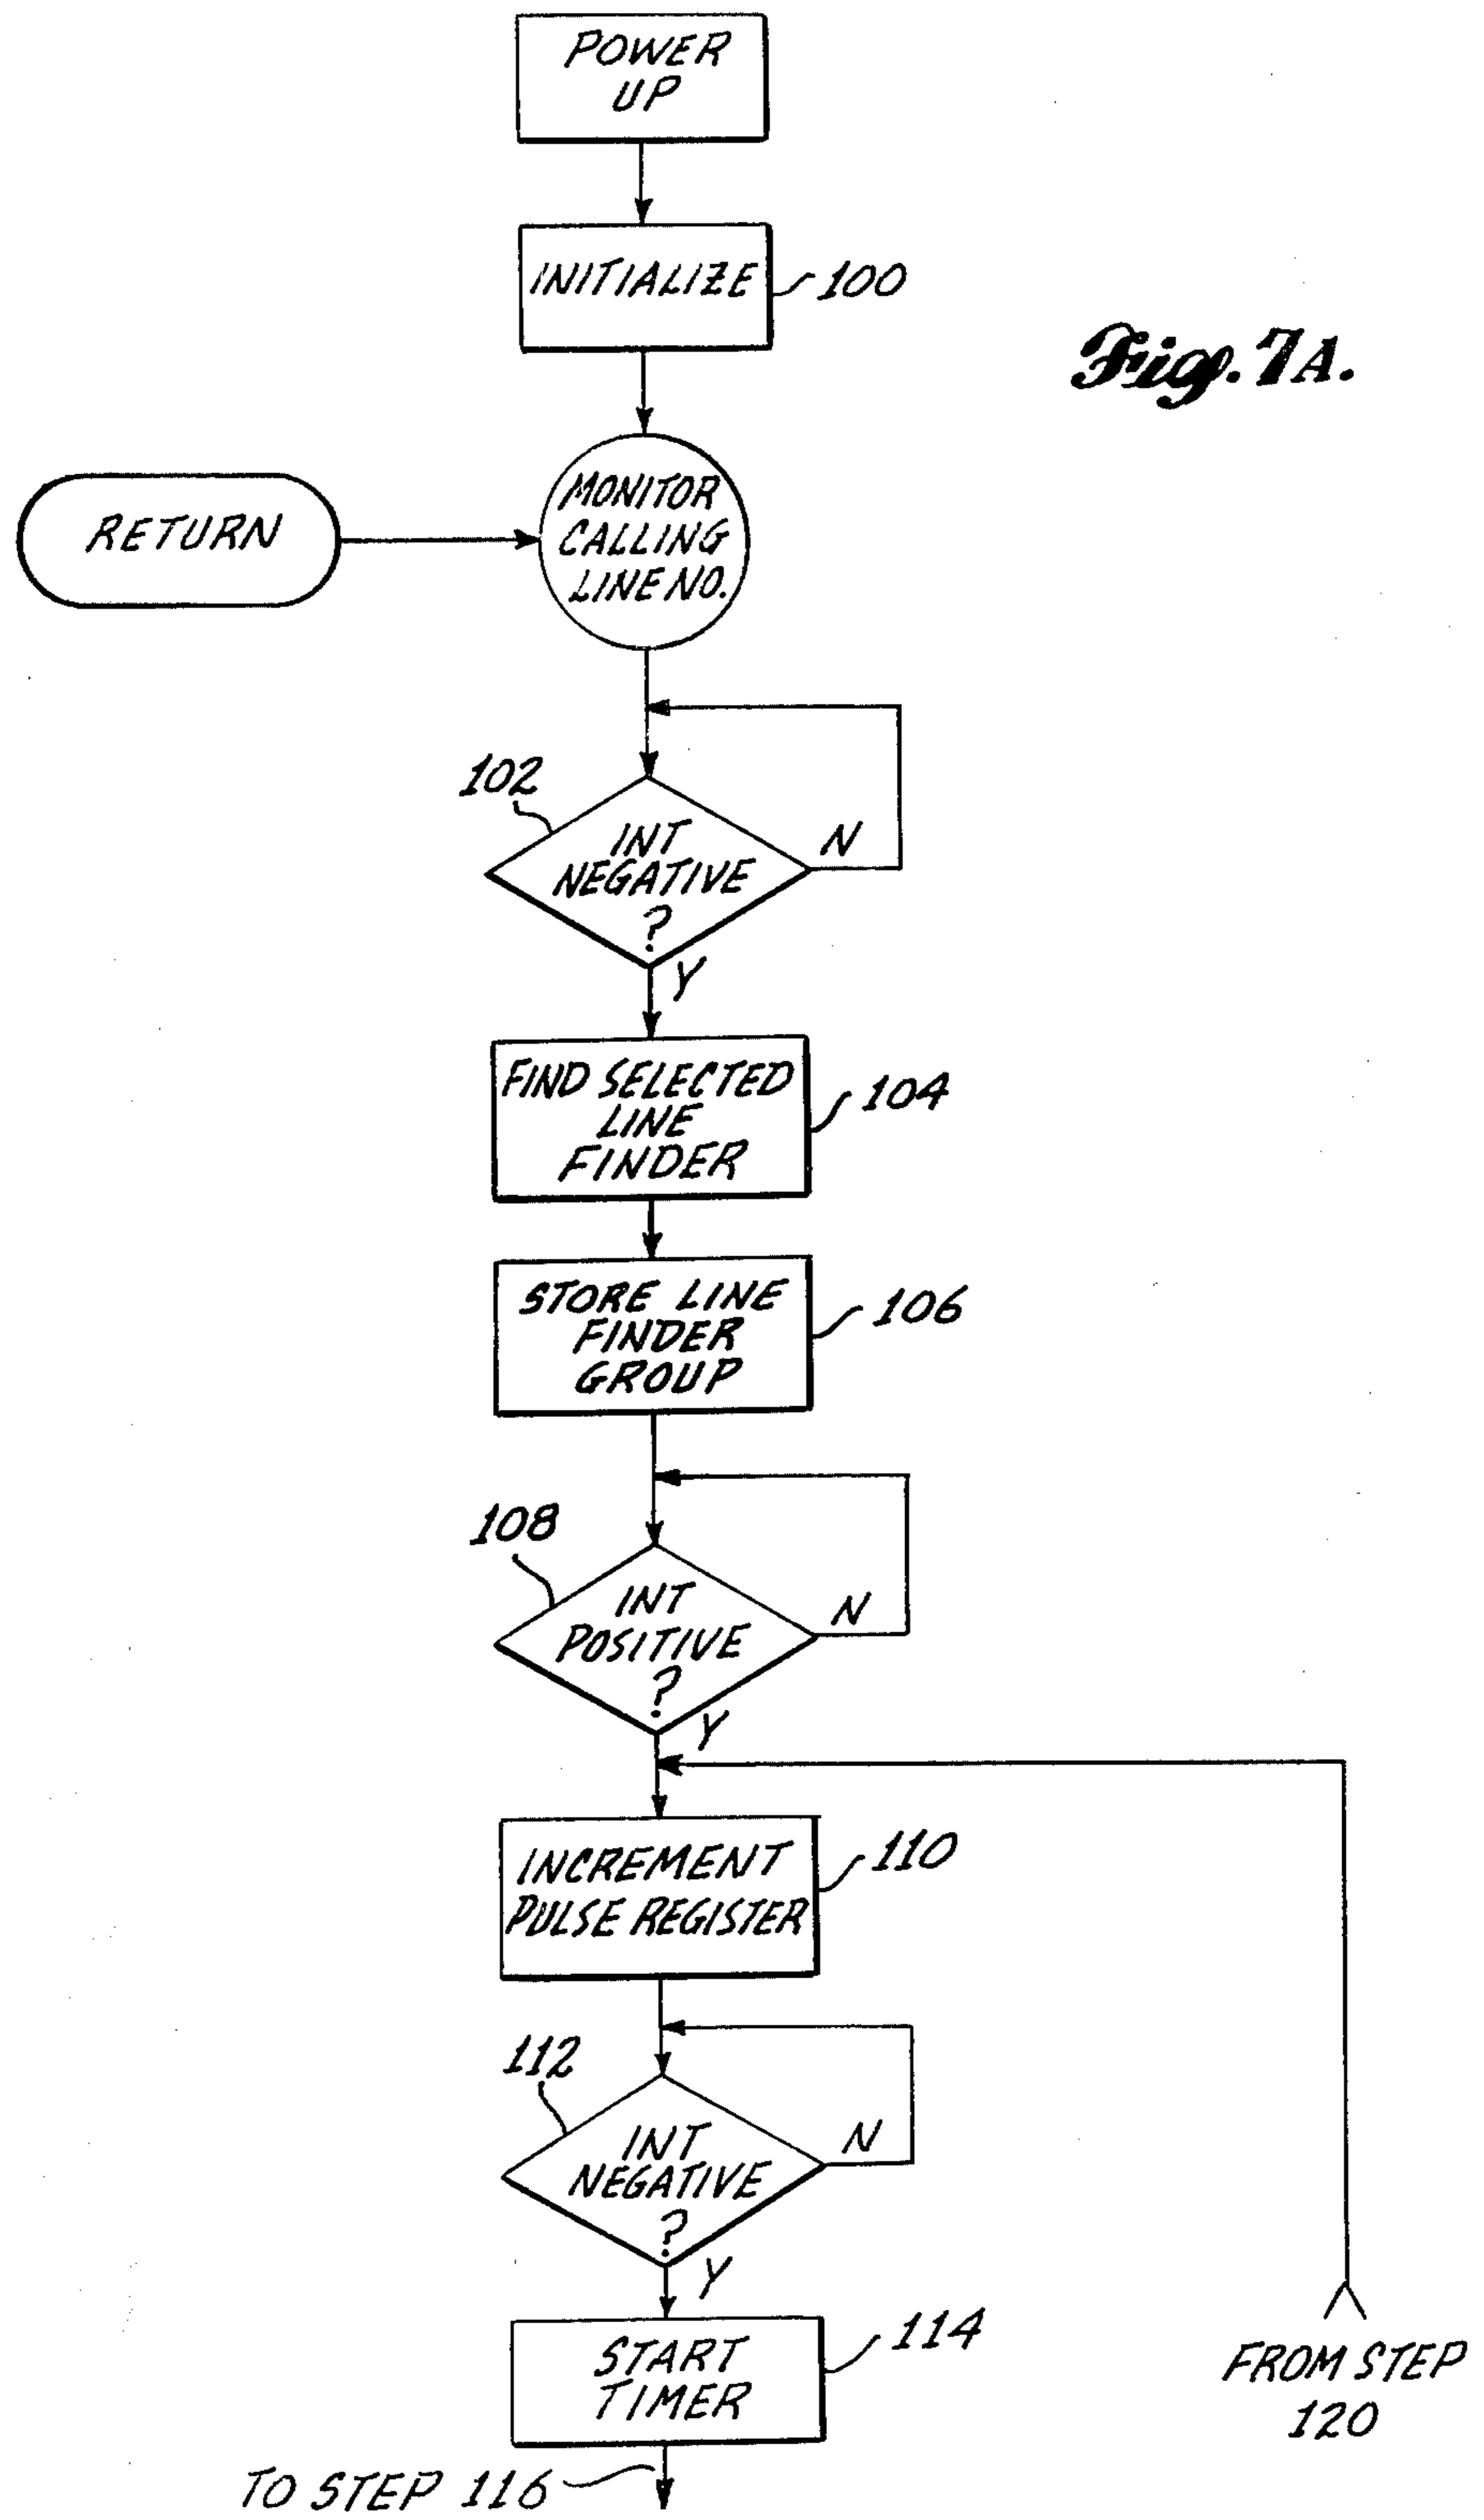 POWER
UP
INITIALIZE
100
Fig. 7A.
MONITOR
CALLING
LINE NO.
RETURN
102
INT
NEGATIVE
?
N
Y
FIND SELECTED
LINE
FINDER
104
STORE LINE
FINDER
GROUP
106
108
INT
POSITIVE
?
N
Y
INCREMENT
PULSE REGISTER
110
112
INT
NEGATIVE
?
N
Y
START
TIMER
114
FROM STEP
120
TO STEP 116